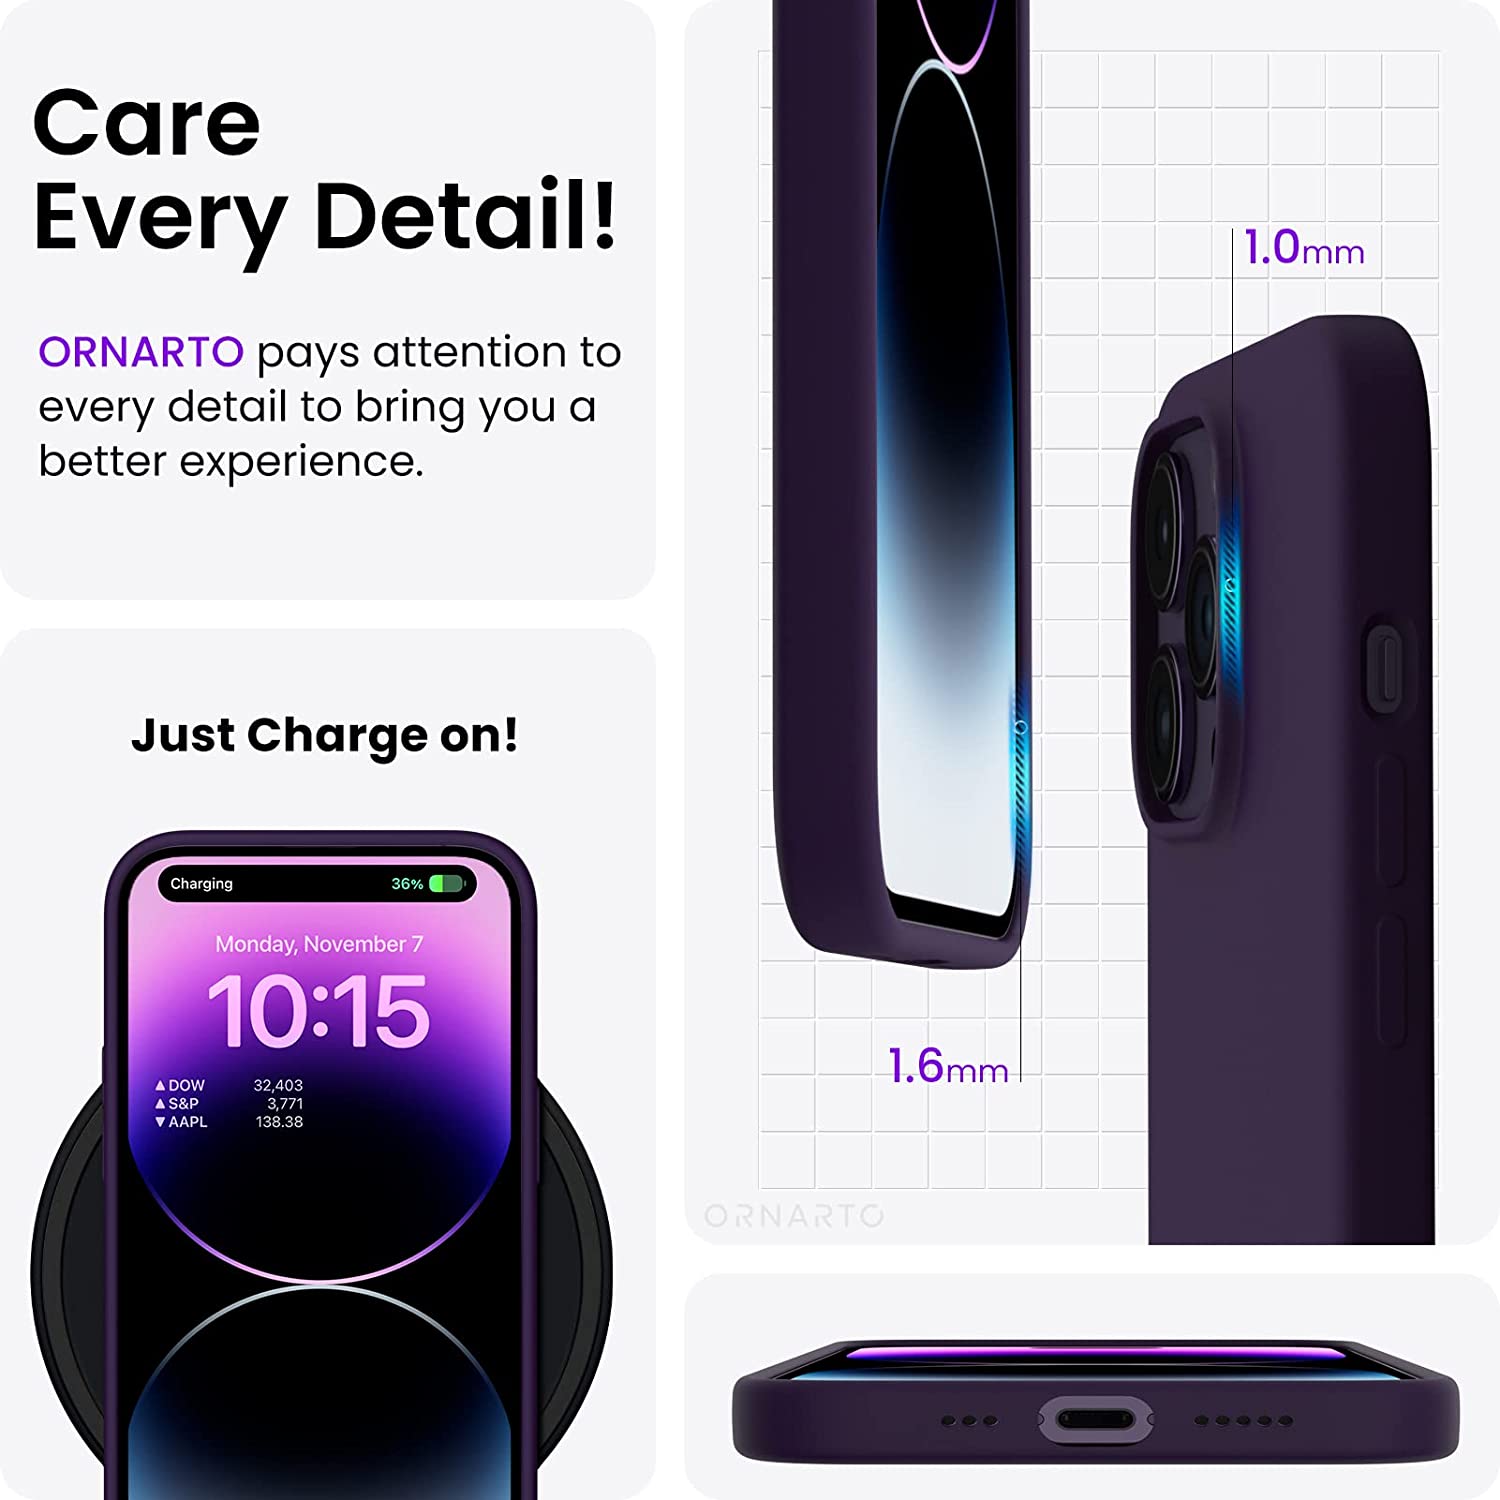 Care
Every Detail!
ORNARTO pays attention to
every detail to bring you a
better experience.
Just Charge on!
Charging 36%
Monday, November 7
10:15
▲ DOW 32,403
▲ S&P 3,771
▼ AAPL 138.38
1.0mm
1.6mm
ORNARTO